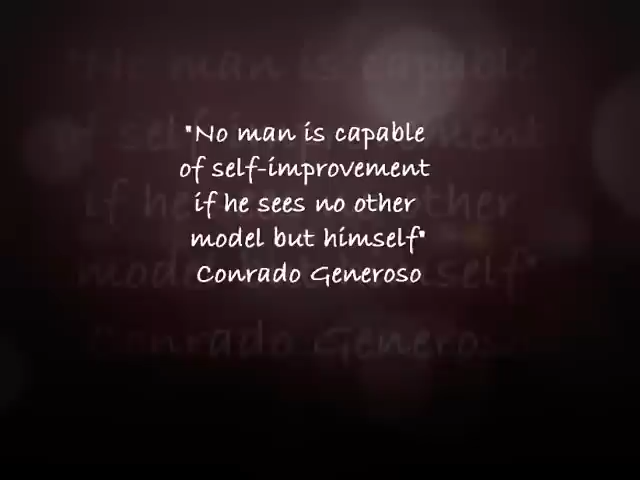 "No man is capable
of self-improvement
if he sees no other
model but himself"
Conrado Generoso